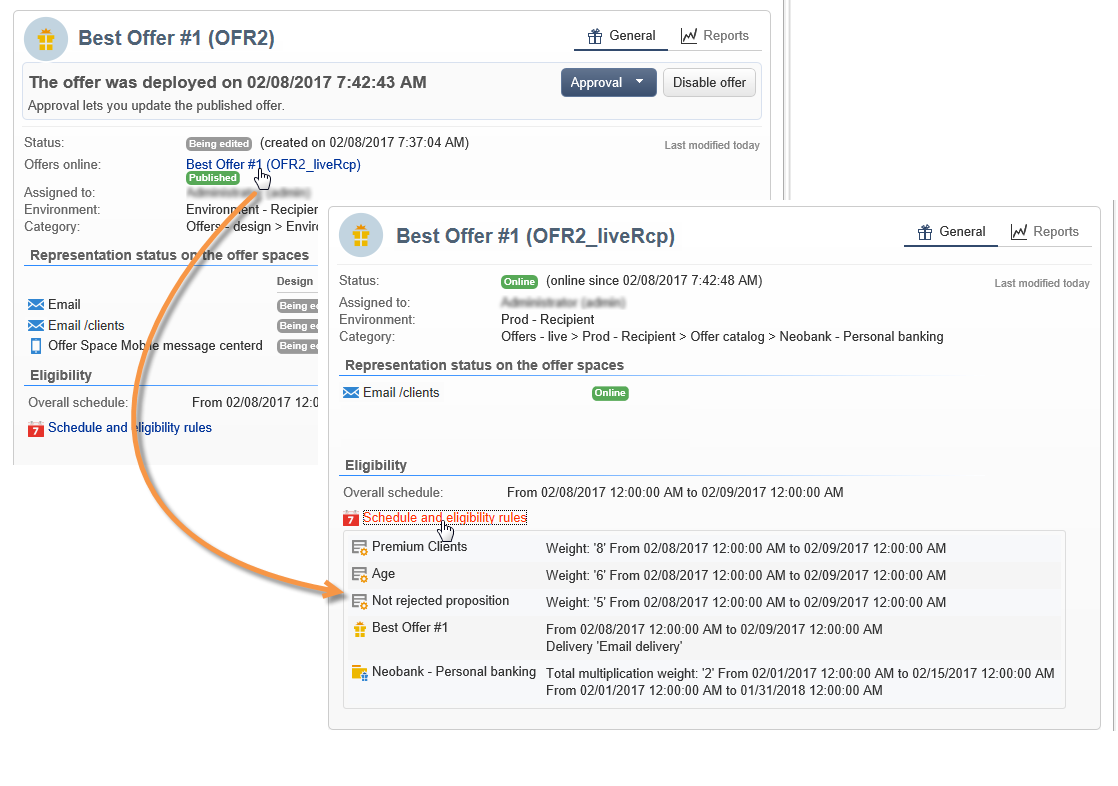 Best Offer #1 (OFR2)
General
Reports
The offer was deployed on 02/08/2017 7:42:43 AM
Approval
Disable offer
Approval lets you update the published offer.
Status: Being edited (created on 02/08/2017 7:37:04 AM)
Last modified today
Offers online: Best Offer #1 (OFR2_liveRcp)
Published
Assigned to:
Environment: Environment - Recipier
Category: Offers - design > Enviro
Representation status on the offer spaces
Design
Email Being e
Email /clients Being e
Offer Space Mobile message centerd Being e
Eligibility
Overall schedule: From 02/08/2017 12:0
7 Schedule and eligibility rules
Best Offer #1 (OFR2_liveRcp)
General
Reports
Status: Online (online since 02/08/2017 7:42:48 AM)
Last modified today
Assigned to: Administrator (admin)
Environment: Prod - Recipient
Category: Offers - live > Prod - Recipient > Offer catalog > Neobank - Personal banking
Representation status on the offer spaces
Email /clients Online
Eligibility
Overall schedule: From 02/08/2017 12:00:00 AM to 02/09/2017 12:00:00 AM
7 Schedule and eligibility rules
Premium Clients Weight: '8' From 02/08/2017 12:00:00 AM to 02/09/2017 12:00:00 AM
Age Weight: '6' From 02/08/2017 12:00:00 AM to 02/09/2017 12:00:00 AM
Not rejected proposition Weight: '5' From 02/08/2017 12:00:00 AM to 02/09/2017 12:00:00 AM
Best Offer #1 From 02/08/2017 12:00:00 AM to 02/09/2017 12:00:00 AM
Delivery 'Email delivery'
Neobank - Personal banking Total multiplication weight: '2' From 02/01/2017 12:00:00 AM to 02/15/2017 12:00:00 AM
From 02/01/2017 12:00:00 AM to 01/31/2018 12:00:00 AM